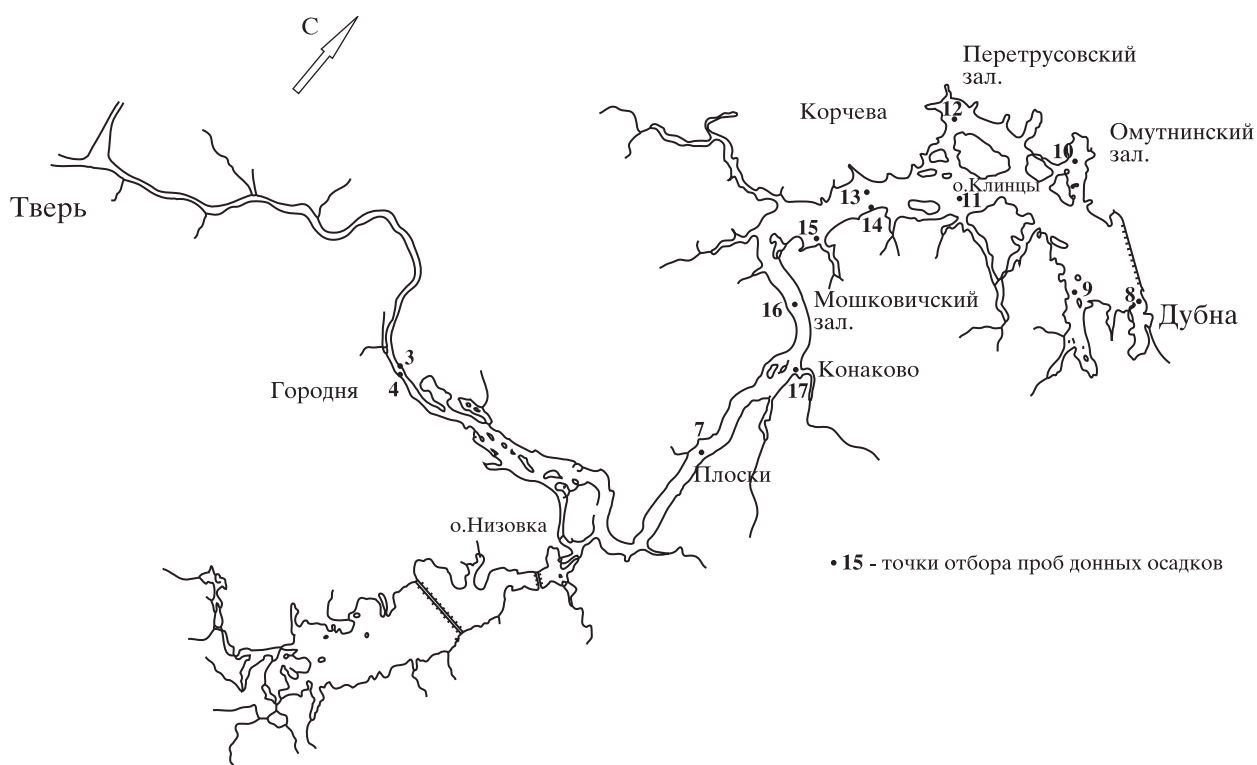 С
Перетрусовский
зал.
Корчева
12
Омутнинский
зал.
10
Тверь
о.Клинцы
13
11
14
15
9
8
Дубна
16
Мошковичский
зал.
3
Городня
4
Конаково
17
7
Плоски
о.Низовка
• 15 - точки отбора проб донных осадков